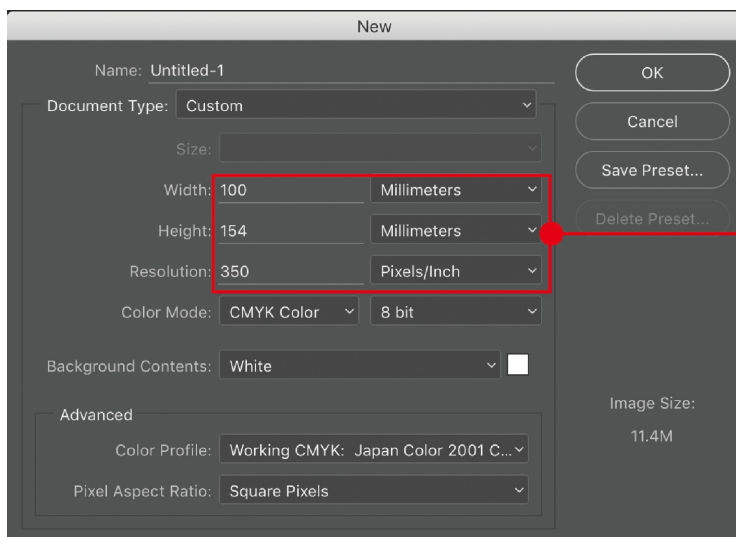 New
Name: Untitled-1
OK
Document Type: Custom
Cancel
Size:
Save Preset...
Width: 100 Millimeters
Delete Preset...
Height: 154 Millimeters
Resolution: 350 Pixels/Inch
Color Mode: CMYK Color 8 bit
Background Contents: White
Image Size:
11.4M
Advanced
Color Profile: Working CMYK: Japan Color 2001 C...
Pixel Aspect Ratio: Square Pixels